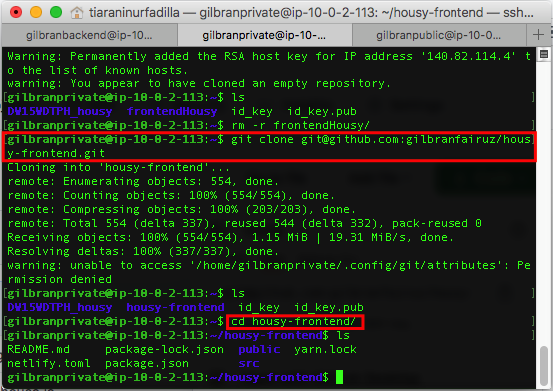 tiaraninurfadilla — gilbranprivate@ip-10-0-2-113: ~/housy-frontend — ssh...
gilbranbackend@ip-10...
gilbranprivate@ip-10-...
gilbranpublic@ip-10-0...
Warning: Permanently added the RSA host key for IP address '140.82.114.4' t
o the list of known hosts.
warning: You appear to have cloned an empty repository.
[gilbranprivate@ip-10-0-2-113:~$ ls
DW15WDTPH_housy frontendHousy id_key id_key.pub
[gilbranprivate@ip-10-0-2-113:~$ rm -r frontendHousy/
[gilbranprivate@ip-10-0-2-113:~$ git clone git@github.com:gilbranfairuz/hous
y-frontend.git
Cloning into 'housy-frontend'...
remote: Enumerating objects: 554, done.
remote: Counting objects: 100% (554/554), done.
remote: Compressing objects: 100% (203/203), done.
remote: Total 554 (delta 337), reused 544 (delta 332), pack-reused 0
Receiving objects: 100% (554/554), 1.15 MiB | 19.31 MiB/s, done.
Resolving deltas: 100% (337/337), done.
warning: unable to access '/home/gilbranprivate/.config/git/attributes': Pe
rmission denied
[gilbranprivate@ip-10-0-2-113:~$ ls
DW15WDTPH_housy housy-frontend id_key id_key.pub
[gilbranprivate@ip-10-0-2-113:~$ cd housy-frontend/
[gilbranprivate@ip-10-0-2-113:~/housy-frontend$ ls
README.md package-lock.json public yarn.lock
netlify.toml package.json src
gilbranprivate@ip-10-0-2-113:~/housy-frontend$